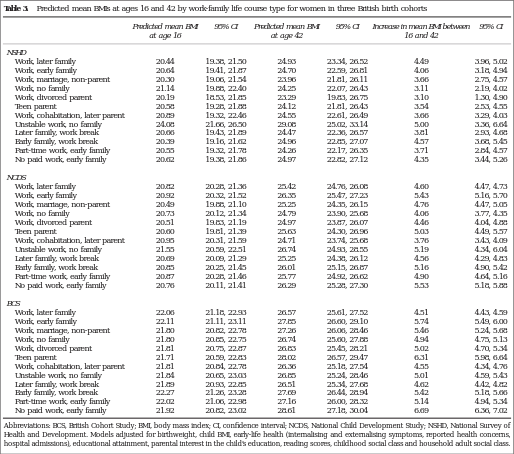 Table 3. Predicted mean BMIs at ages 16 and 42 by work-family life course type for women in three British birth cohorts
Predicted mean BMI at age 16 95% CI Predicted mean BMI at age 42 95% CI Increase in mean BMI between 16 and 42 95% CI
NSHD
Work, later family 20.44 19.38, 21.50 24.93 23.34, 26.52 4.49 3.96, 5.02
Work, early family 20.64 19.41, 21.87 24.70 22.59, 26.81 4.06 3.18, 4.94
Work, marriage, non-parent 20.30 19.06, 21.54 23.96 21.81, 26.11 3.66 2.75, 4.57
Work, no family 21.14 19.88, 22.40 24.25 22.07, 26.43 3.11 2.19, 4.02
Work, divorced parent 20.19 18.53, 21.85 23.29 19.83, 26.75 3.10 1.30, 4.90
Teen parent 20.58 19.28, 21.88 24.12 21.81, 26.43 3.54 2.53, 4.55
Work, cohabitation, later parent 20.89 19.32, 22.46 24.55 22.61, 26.49 3.66 3.29, 4.03
Unstable work, no family 24.08 21.66, 26.50 29.08 25.02, 33.14 5.00 3.36, 6.64
Later family, work break 20.66 19.43, 21.89 24.47 22.36, 26.57 3.81 2.93, 4.68
Early family, work break 20.39 19.16, 21.62 24.96 22.85, 27.07 4.57 3.68, 5.45
Part-time work, early family 20.55 19.32, 21.78 24.26 22.17, 26.35 3.71 2.84, 4.57
No paid work, early family 20.62 19.38, 21.86 24.97 22.82, 27.12 4.35 3.44, 5.26
NCDS
Work, later family 20.82 20.28, 21.36 25.42 24.76, 26.08 4.60 4.47, 4.73
Work, early family 20.92 20.32, 21.52 26.35 25.47, 27.23 5.43 5.16, 5.70
Work, marriage, non-parent 20.49 19.88, 21.10 25.25 24.35, 26.15 4.76 4.47, 5.05
Work, no family 20.73 20.12, 21.34 24.79 23.90, 25.68 4.06 3.77, 4.35
Work, divorced parent 20.51 19.83, 21.19 24.97 23.87, 26.07 4.46 4.04, 4.88
Teen parent 20.60 19.81, 21.39 25.63 24.30, 26.96 5.03 4.49, 5.57
Work, cohabitation, later parent 20.95 20.31, 21.59 24.71 23.74, 25.68 3.76 3.43, 4.09
Unstable work, no family 21.55 20.59, 22.51 26.74 24.93, 28.55 5.19 4.34, 6.04
Later family, work break 20.69 20.09, 21.29 25.25 24.38, 26.12 4.56 4.29, 4.83
Early family, work break 20.85 20.25, 21.45 26.01 25.15, 26.87 5.16 4.90, 5.42
Part-time work, early family 20.87 20.28, 21.46 25.77 24.92, 26.62 4.90 4.64, 5.16
No paid work, early family 20.76 20.11, 21.41 26.29 25.28, 27.30 5.53 5.18, 5.88
BCS
Work, later family 22.06 21.18, 22.93 26.57 25.61, 27.52 4.51 4.43, 4.59
Work, early family 22.11 21.11, 23.11 27.85 26.60, 29.10 5.74 5.49, 6.00
Work, marriage, non-parent 21.80 20.82, 22.78 27.26 26.06, 28.46 5.46 5.24, 5.68
Work, no family 21.80 20.85, 22.75 26.74 25.60, 27.88 4.94 4.75, 5.13
Work, divorced parent 21.81 20.75, 22.87 26.83 25.45, 28.21 5.02 4.70, 5.34
Teen parent 21.71 20.59, 22.83 28.02 26.57, 29.47 6.31 5.98, 6.64
Work, cohabitation, later parent 21.81 20.84, 22.78 26.36 25.18, 27.54 4.55 4.34, 4.76
Unstable work, no family 21.84 20.65, 23.03 26.85 25.24, 28.46 5.01 4.59, 5.43
Later family, work break 21.89 20.93, 22.85 26.51 25.34, 27.68 4.62 4.42, 4.82
Early family, work break 22.27 21.26, 23.28 27.69 26.44, 28.94 5.42 5.18, 5.66
Part-time work, early family 22.02 21.06, 22.98 27.16 26.00, 28.32 5.14 4.94, 5.34
No paid work, early family 21.92 20.82, 23.02 28.61 27.18, 30.04 6.69 6.36, 7.02
Abbreviations: BCS, British Cohort Study; BMI, body mass index; CI, confidence interval; NCDS, National Child Development Study; NSHD, National Survey of
Health and Development. Models adjusted for birthweight, child BMI, early-life health (internalising and externalising symptoms, reported health concerns,
hospital admissions), educational attainment, parental interest in the child's education, reading scores, childhood social class and household adult social class.